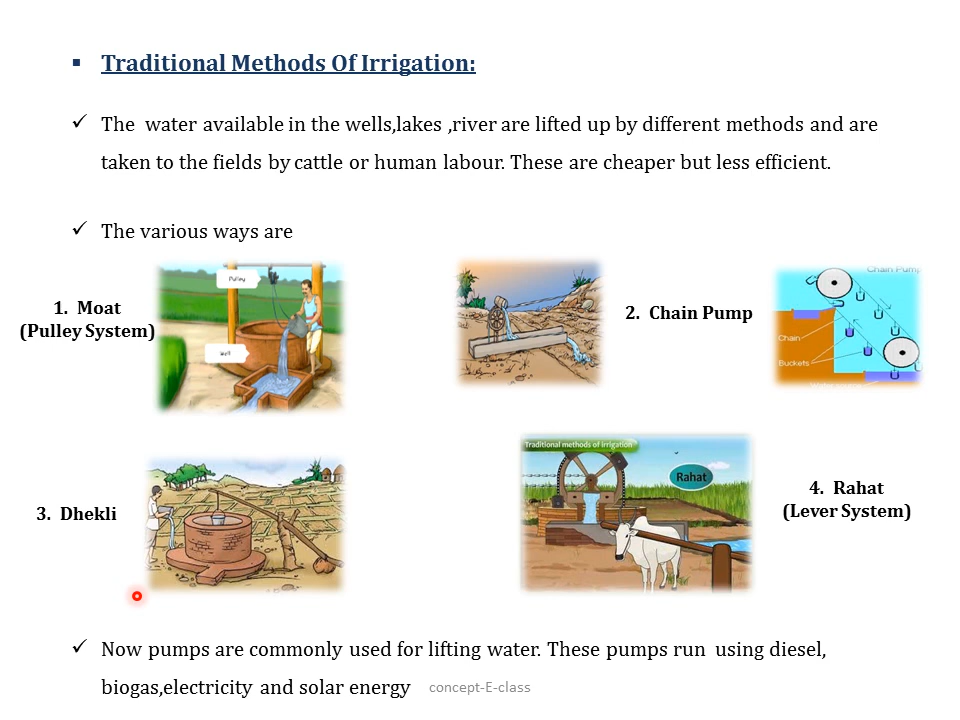 Traditional Methods Of Irrigation:
The water available in the wells,lakes ,river are lifted up by different methods and are
taken to the fields by cattle or human labour. These are cheaper but less efficient.
The various ways are
1. Moat
(Pulley System)
Pulley
Well
2. Chain Pump
Chain Pump
Chain
Buckets
3. Dhekli
Traditional methods of irrigation
Rahat
4. Rahat
(Lever System)
Now pumps are commonly used for lifting water. These pumps run using diesel,
biogas,electricity and solar energy
concept-E-class